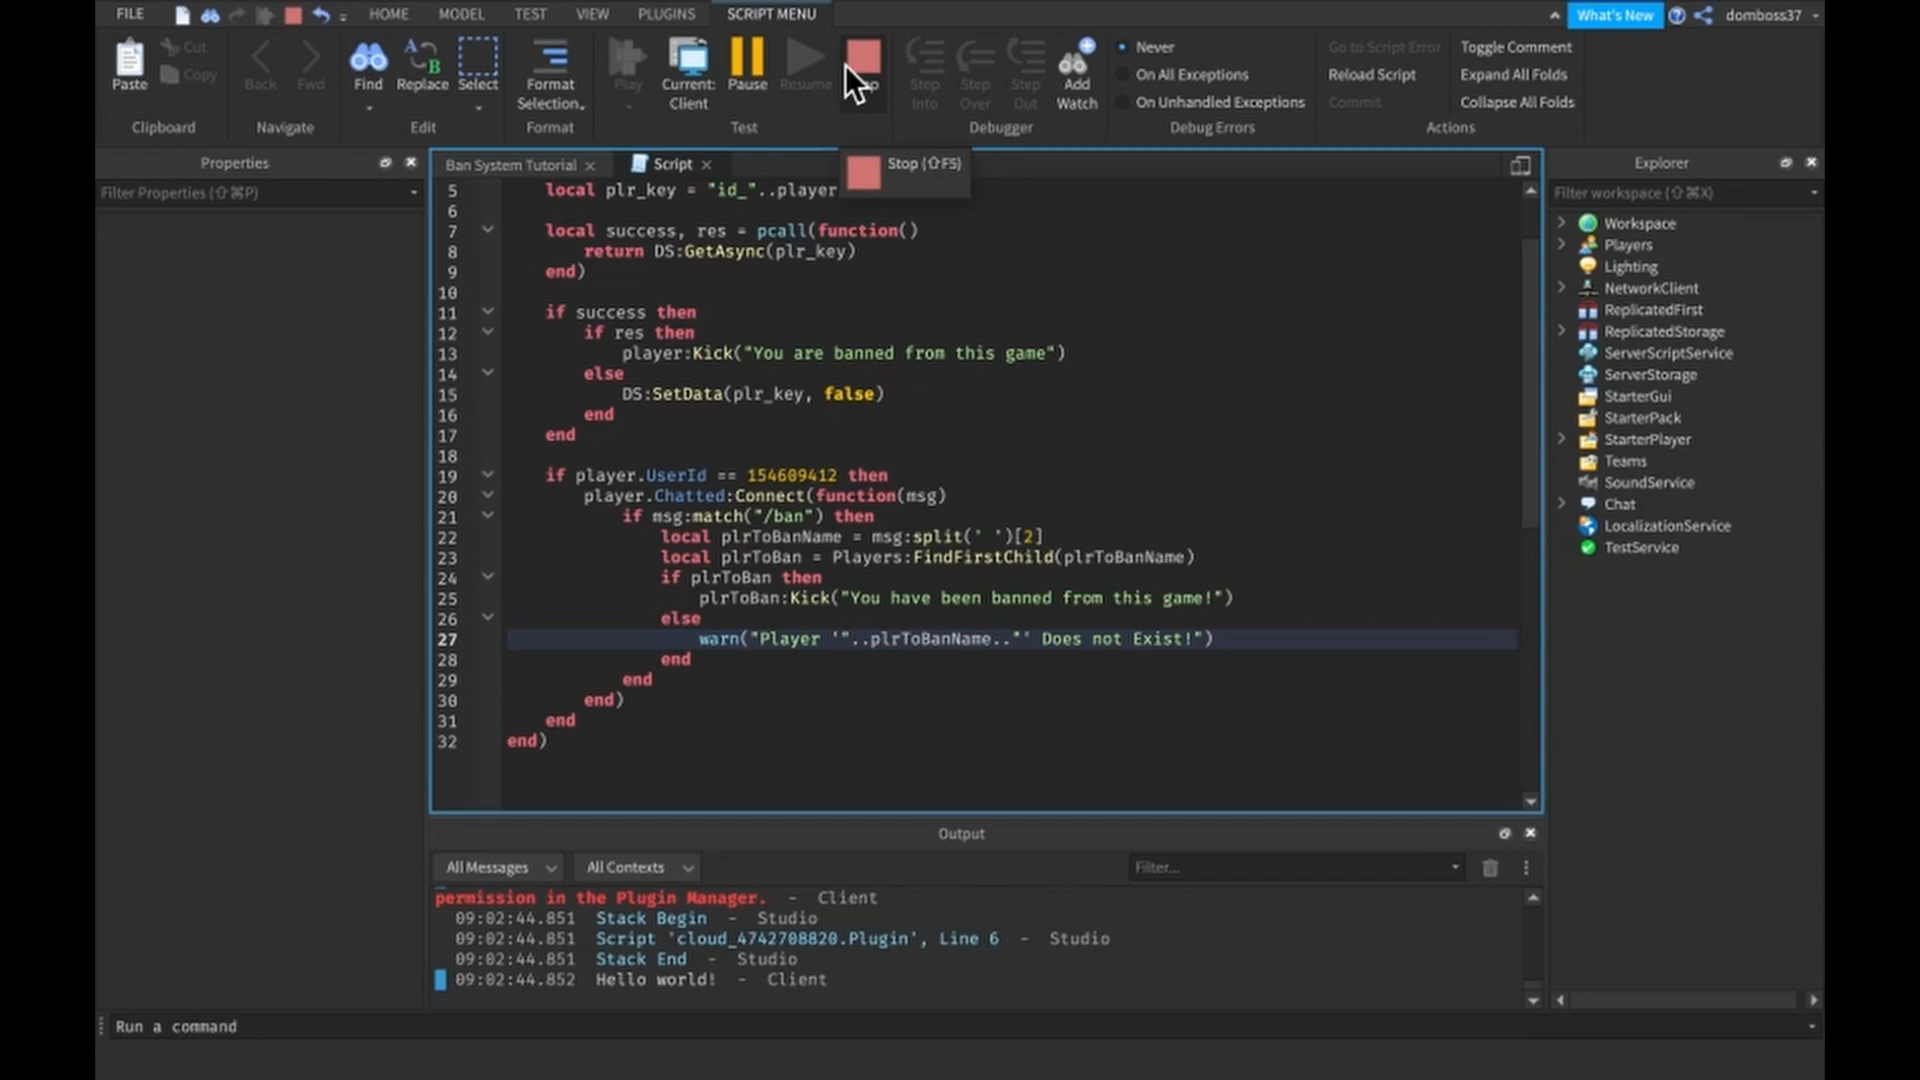 FILE HOME MODEL TEST VIEW PLUGINS SCRIPT MENU What's New domboss37
Paste Cut Copy Back Fwd Find Replace Select Format Selection Play Current: Client Pause Resume Step Into Step Over Step Out Add Watch
Never
On All Exceptions
On Unhandled Exceptions
Go to Script Error
Reload Script
Commit
Toggle Comment
Expand All Folds
Collapse All Folds
Clipboard Navigate Edit Format Test Debugger Debug Errors Actions
Properties
Filter Properties (⇧⌘P)
Ban System Tutorial Script
Stop (⇧F5)
5 local plr_key = "id_"..player
6
7 local success, res = pcall(function()
8 return DS:GetAsync(plr_key)
9 end)
10
11 if success then
12 if res then
13 player:Kick("You are banned from this game")
14 else
15 DS:SetData(plr_key, false)
16 end
17 end
18
19 if player.UserId == 154609412 then
20 player.Chatted:Connect(function(msg)
21 if msg:match("/ban") then
22 local plrToBanName = msg:split(' ')[2]
23 local plrToBan = Players:FindFirstChild(plrToBanName)
24 if plrToBan then
25 plrToBan:Kick("You have been banned from this game!")
26 else
27 warn("Player '"..plrToBanName.."' Does not Exist!")
28 end
29 end
30 end)
31 end
32 end)
Explorer
Filter workspace (⇧⌘X)
Workspace
Players
Lighting
NetworkClient
ReplicatedFirst
ReplicatedStorage
ServerScriptService
ServerStorage
StarterGui
StarterPack
StarterPlayer
Teams
SoundService
Chat
LocalizationService
TestService
Output
All Messages All Contexts Filter...
permission in the Plugin Manager. - Client
09:02:44.851 Stack Begin - Studio
09:02:44.851 Script 'cloud_4742708820.Plugin', Line 6 - Studio
09:02:44.851 Stack End - Studio
09:02:44.852 Hello world! - Client
Run a command